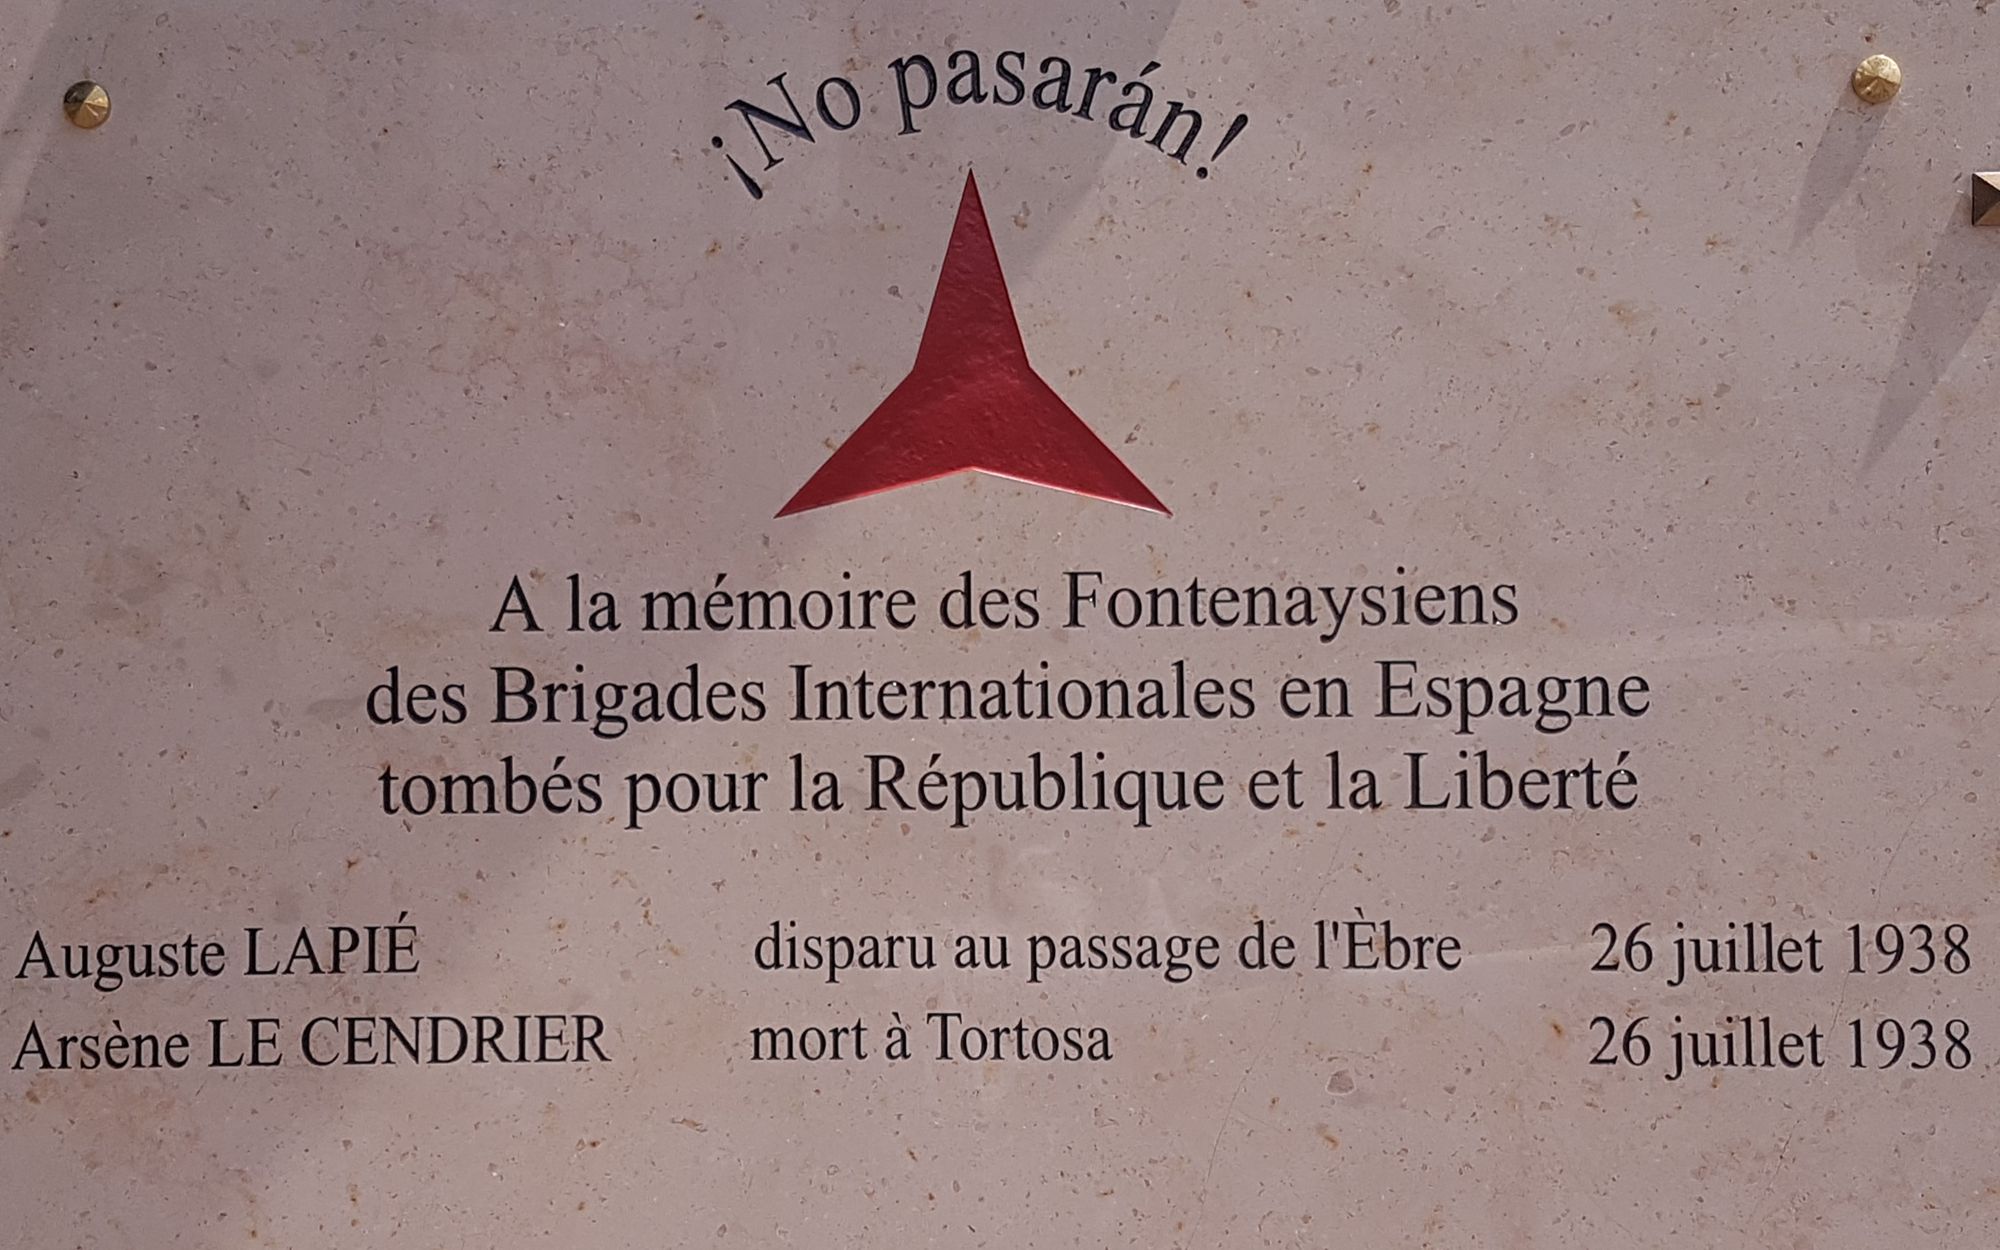 ¡No pasarán!
A la mémoire des Fontenaysiens
des Brigades Internationales en Espagne
tombés pour la République et la Liberté
Auguste LAPIÉ disparu au passage de l'Èbre 26 juillet 1938
Arsène LE CENDRIER mort à Tortosa 26 juillet 1938